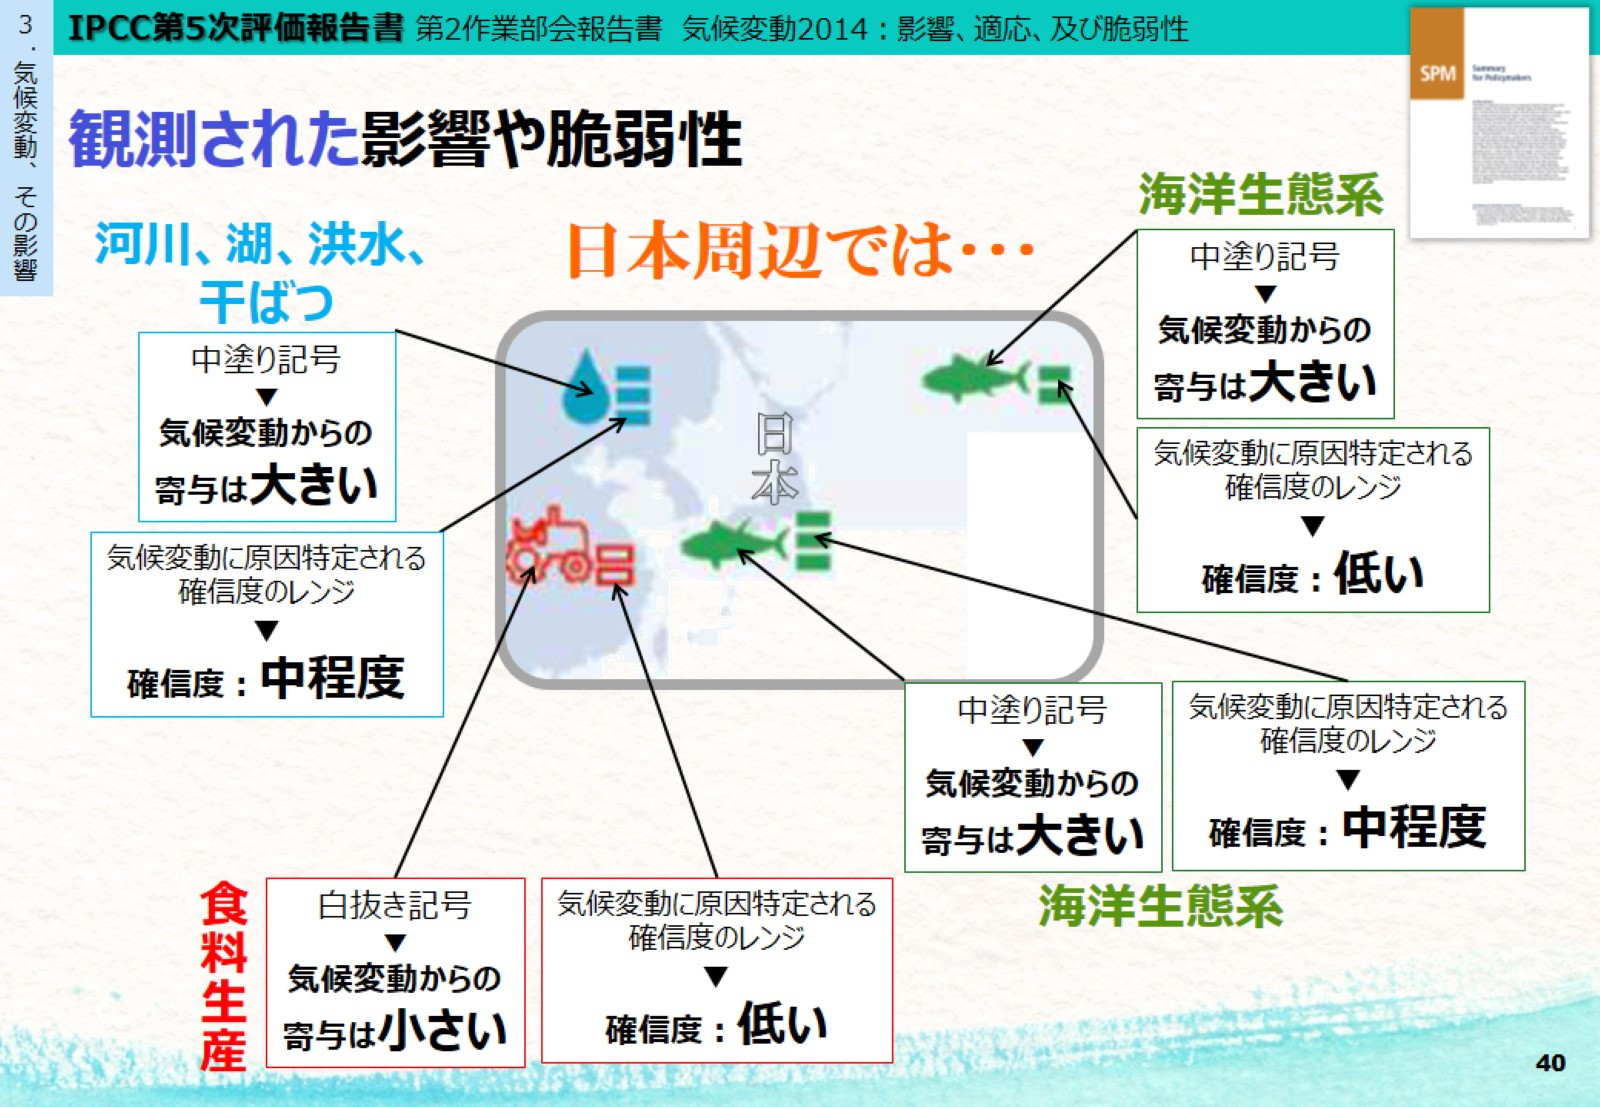 3.気候変動、その影響
IPCC第5次評価報告書 第2作業部会報告書 気候変動2014：影響、適応、及び脆弱性
SPM
Summary
for Policymakers
観測された影響や脆弱性
河川、湖、洪水、
干ばつ
日本周辺では…
海洋生態系
中塗り記号
▼
気候変動からの
寄与は大きい
気候変動に原因特定される
確信度のレンジ
▼
確信度：中程度
日本
中塗り記号
▼
気候変動からの
寄与は大きい
気候変動に原因特定される
確信度のレンジ
▼
確信度：低い
中塗り記号
▼
気候変動からの
寄与は大きい
気候変動に原因特定される
確信度のレンジ
▼
確信度：中程度
海洋生態系
食料生産
白抜き記号
▼
気候変動からの
寄与は小さい
気候変動に原因特定される
確信度のレンジ
▼
確信度：低い
40